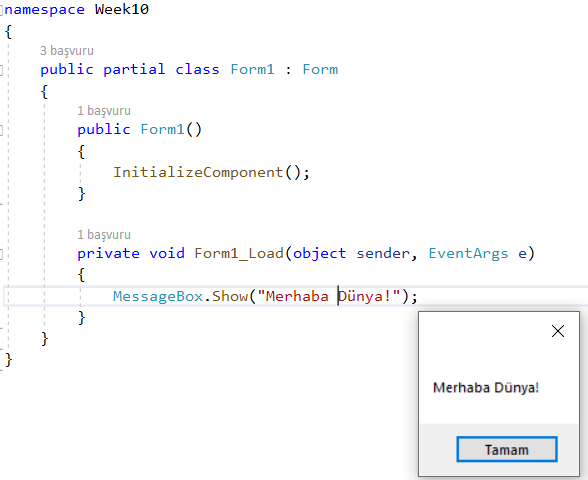 namespace Week10
{
3 başvuru
public partial class Form1 : Form
{
1 başvuru
public Form1()
{
InitializeComponent();
}
1 başvuru
private void Form1_Load(object sender, EventArgs e)
{
MessageBox.Show("Merhaba Dünya!");
}
}
}
Merhaba Dünya!
Tamam